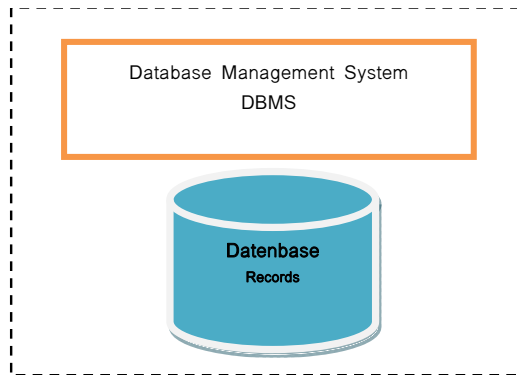 Database Management System
DBMS
Datenbase
Records